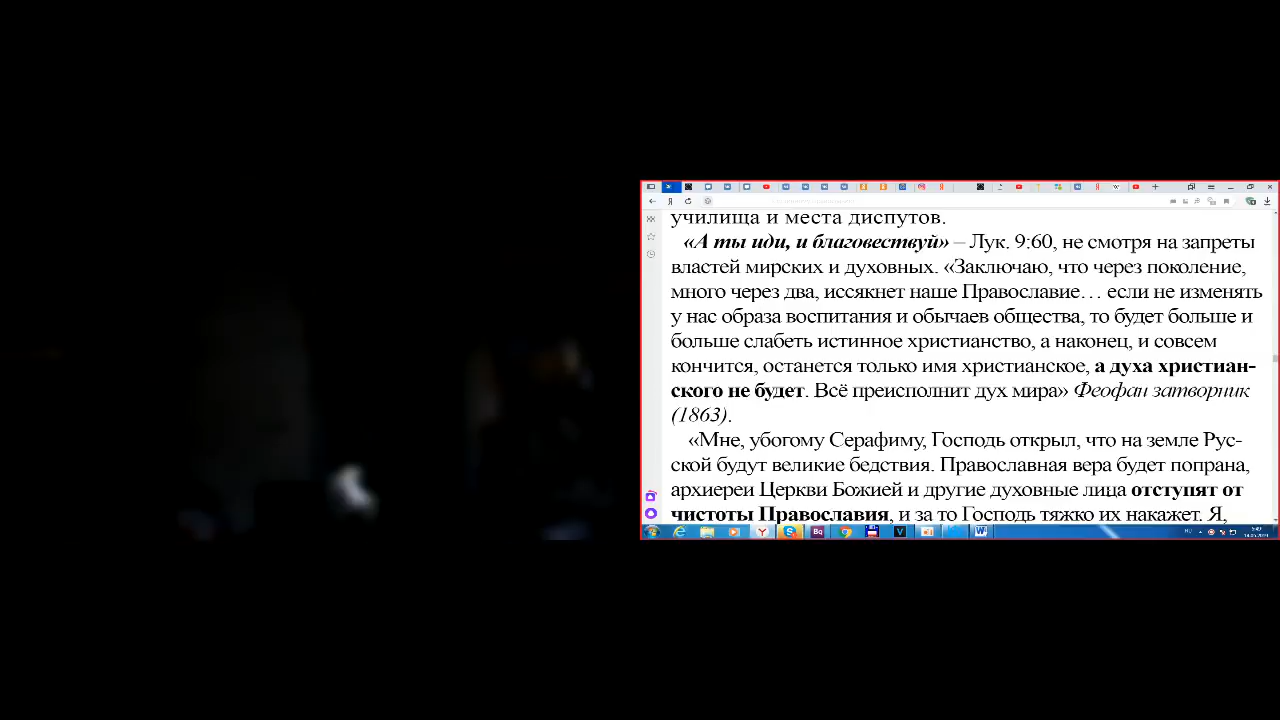 училища и места диспутов.
«А ты иди, и благовествуй» – Лук. 9:60, не смотря на запреты
властей мирских и духовных. «Заключаю, что через поколение,
много через два, иссякнет наше Православие… если не изменять
у нас образа воспитания и обычаев общества, то будет больше и
больше слабеть истинное христианство, а наконец, и совсем
кончится, останется только имя христианское, а духа христиан-
ского не будет. Всё преисполнит дух мира» Феофан затворник
(1863).
«Мне, убогому Серафиму, Господь открыл, что на земле Рус-
ской будут великие бедствия. Православная вера будет попрана,
архиереи Церкви Божией и другие духовные лица отступят от
чистоты Православия, и за то Господь тяжко их накажет. Я,